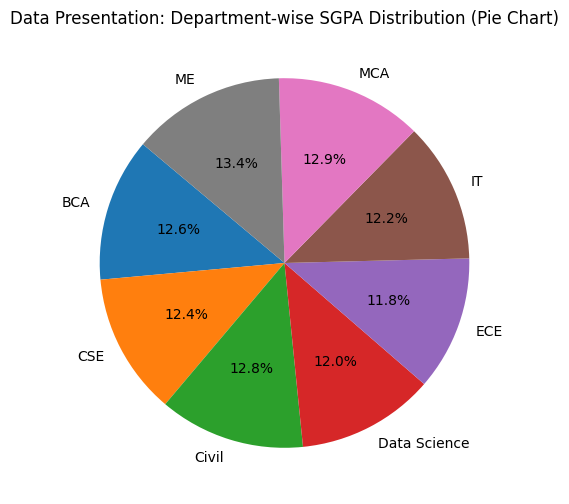 Data Presentation: Department-wise SGPA Distribution (Pie Chart)
ME
MCA
13.4%
12.9%
IT
BCA
12.6%
12.2%
12.4%
11.8%
ECE
CSE
12.8%
12.0%
Civil
Data Science